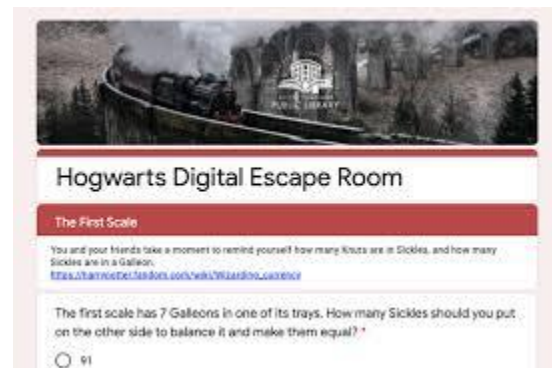 PUBLIC LIBRARY
Hogwarts Digital Escape Room
The First Scale
You and your friends take a moment to remind yourself how many Knuts are in Sickles, and how many
Sickles are in a Galleon.
https://harrypotter.fandom.com/wiki/Wizarding_currency
The first scale has 7 Galleons in one of its trays. How many Sickles should you put
on the other side to balance it and make them equal? *
91